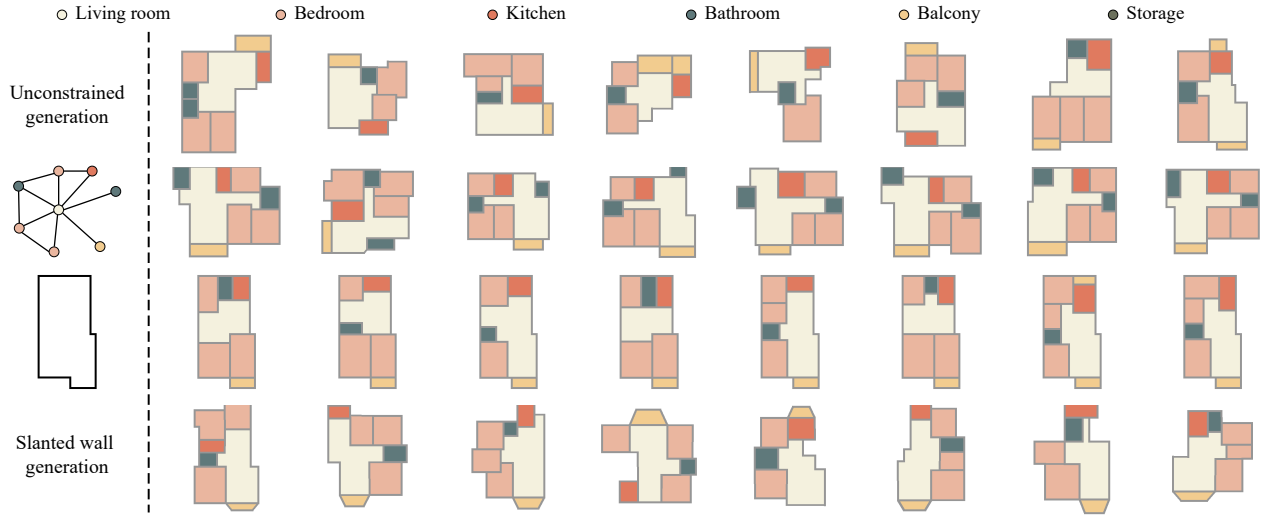 Living room
Bedroom
Kitchen
Bathroom
Balcony
Storage
Unconstrained
generation
Slanted wall
generation